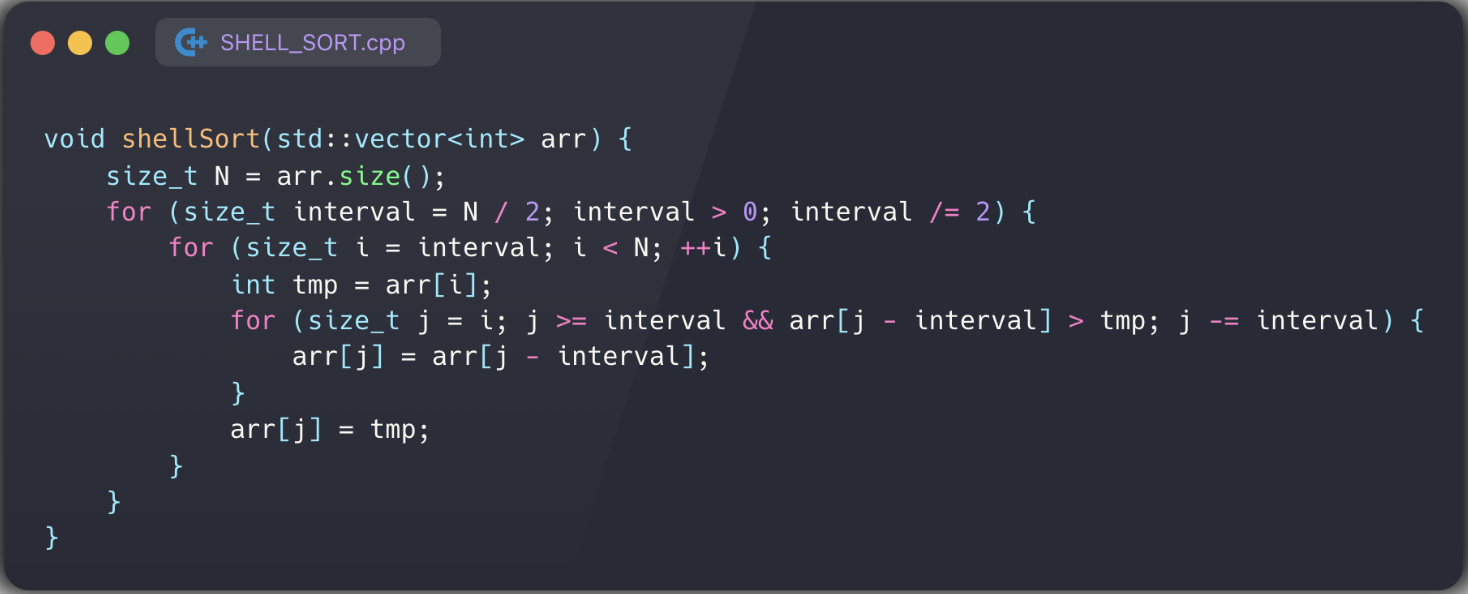 SHELL_SORT.cpp
void shellSort(std::vector<int> arr) {
    size_t N = arr.size();
    for (size_t interval = N / 2; interval > 0; interval /= 2) {
        for (size_t i = interval; i < N; ++i) {
            int tmp = arr[i];
            for (size_t j = i; j >= interval && arr[j - interval] > tmp; j -= interval) {
                arr[j] = arr[j - interval];
            }
            arr[j] = tmp;
        }
    }
}